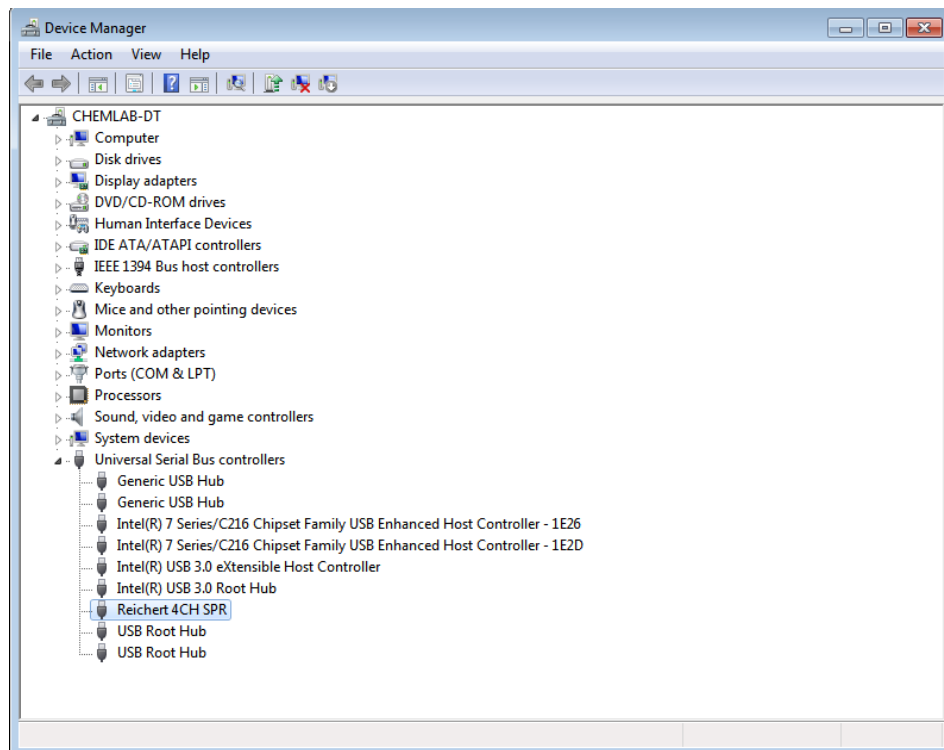 Device Manager
File Action View Help
CHEMLAB-DT
Computer
Disk drives
Display adapters
DVD/CD-ROM drives
Human Interface Devices
IDE ATA/ATAPI controllers
IEEE 1394 Bus host controllers
Keyboards
Mice and other pointing devices
Monitors
Network adapters
Ports (COM & LPT)
Processors
Sound, video and game controllers
System devices
Universal Serial Bus controllers
Generic USB Hub
Generic USB Hub
Intel(R) 7 Series/C216 Chipset Family USB Enhanced Host Controller - 1E26
Intel(R) 7 Series/C216 Chipset Family USB Enhanced Host Controller - 1E2D
Intel(R) USB 3.0 eXtensible Host Controller
Intel(R) USB 3.0 Root Hub
Reichert 4CH SPR
USB Root Hub
USB Root Hub